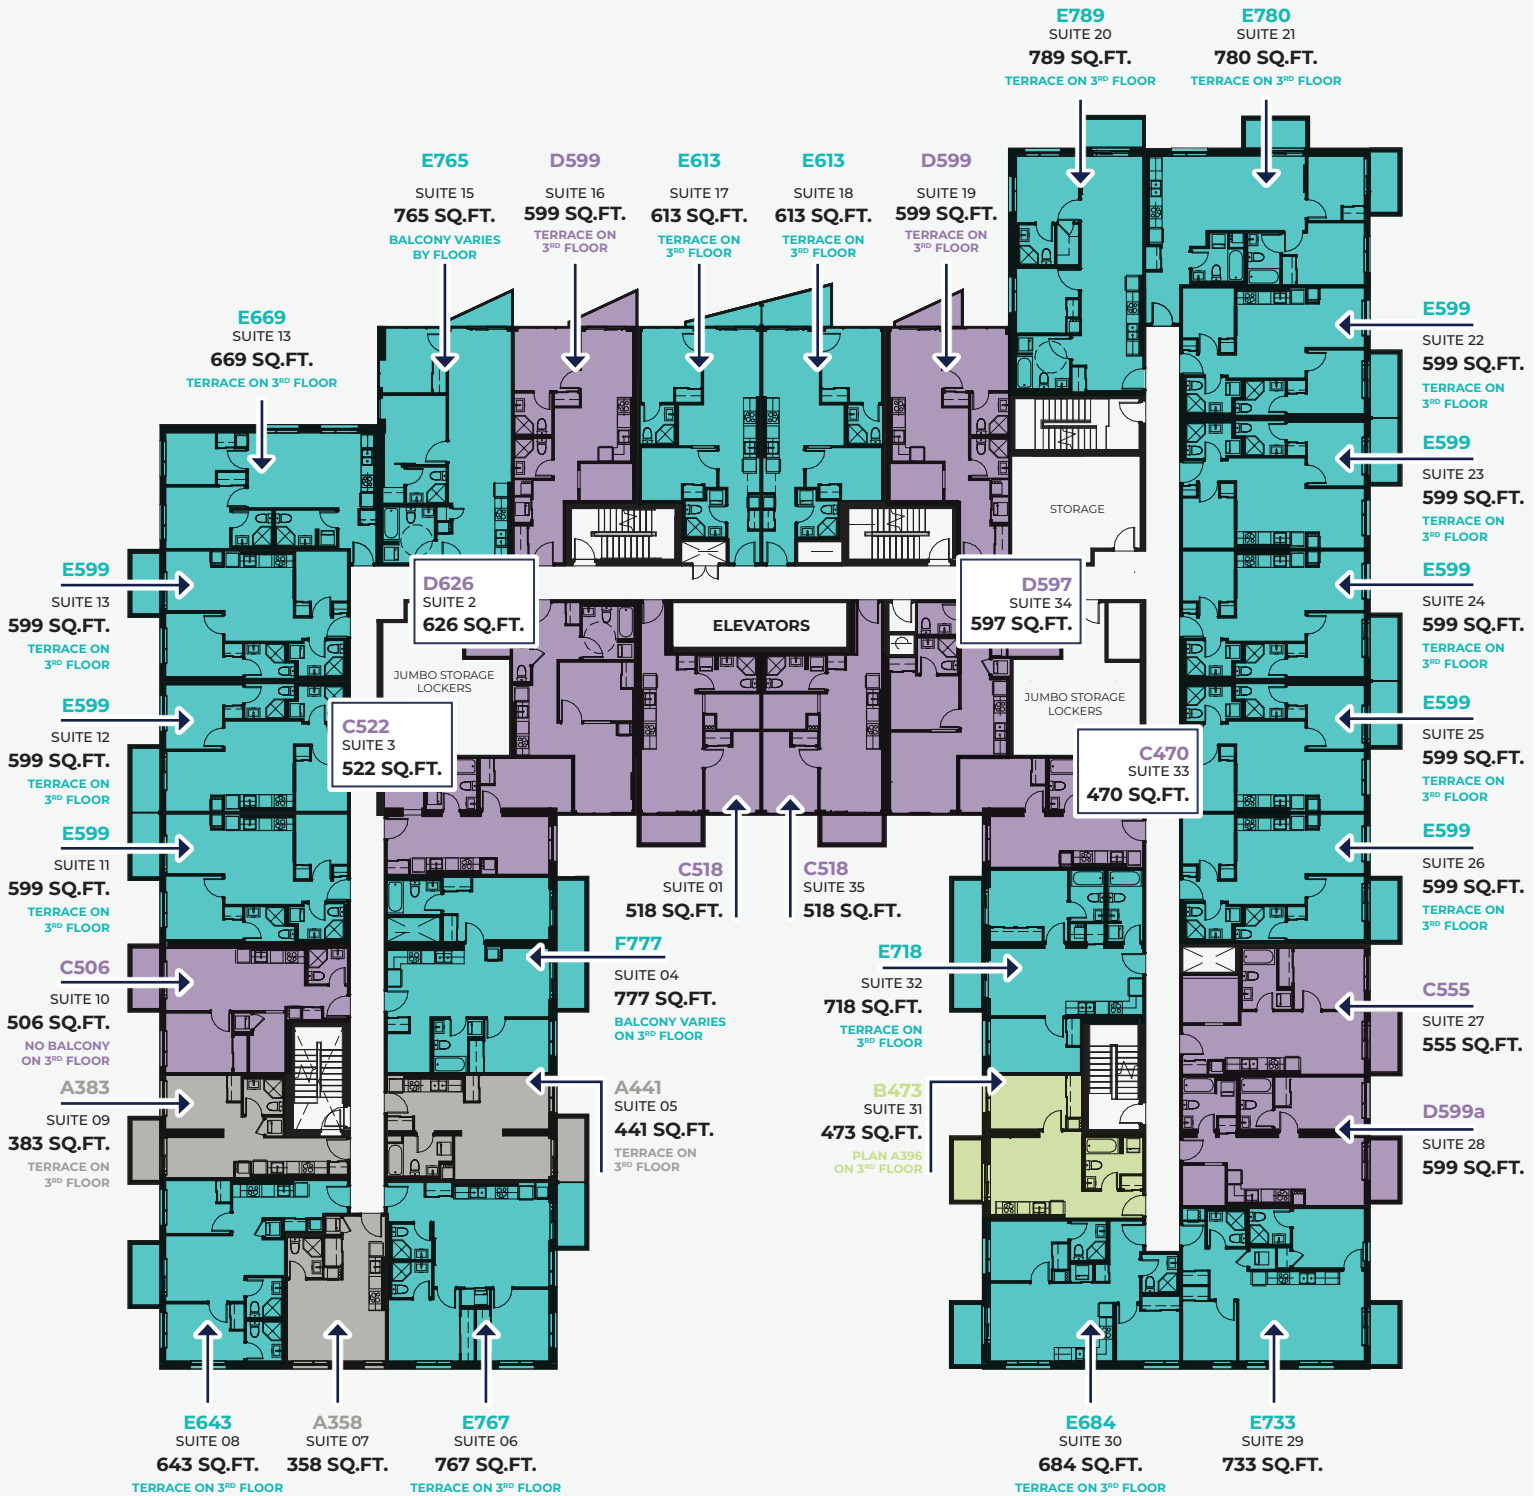 E789
SUITE 20
789 SQ.FT.
TERRACE ON 3RD FLOOR
E780
SUITE 21
780 SQ.FT.
TERRACE ON 3RD FLOOR
E765
SUITE 15
765 SQ.FT.
BALCONY VARIES
BY FLOOR
D599
SUITE 16
599 SQ.FT.
TERRACE ON
3RD FLOOR
E613
SUITE 17
613 SQ.FT.
TERRACE ON
3RD FLOOR
E613
SUITE 18
613 SQ.FT.
TERRACE ON
3RD FLOOR
D599
SUITE 19
599 SQ.FT.
TERRACE ON
3RD FLOOR
E669
SUITE 13
669 SQ.FT.
TERRACE ON 3RD FLOOR
E599
SUITE 22
599 SQ.FT.
TERRACE ON
3RD FLOOR
E599
SUITE 23
599 SQ.FT.
TERRACE ON
3RD FLOOR
STORAGE
E599
SUITE 13
599 SQ.FT.
TERRACE ON
3RD FLOOR
D626
SUITE 2
626 SQ.FT.
ELEVATORS
D597
SUITE 34
597 SQ.FT.
E599
SUITE 24
599 SQ.FT.
TERRACE ON
3RD FLOOR
JUMBO STORAGE
LOCKERS
JUMBO STORAGE
LOCKERS
E599
SUITE 12
599 SQ.FT.
TERRACE ON
3RD FLOOR
C522
SUITE 3
522 SQ.FT.
C470
SUITE 33
470 SQ.FT.
E599
SUITE 25
599 SQ.FT.
TERRACE ON
3RD FLOOR
E599
SUITE 11
599 SQ.FT.
TERRACE ON
3RD FLOOR
C518
SUITE 01
518 SQ.FT.
C518
SUITE 35
518 SQ.FT.
E599
SUITE 26
599 SQ.FT.
TERRACE ON
3RD FLOOR
C506
SUITE 10
506 SQ.FT.
NO BALCONY
ON 3RD FLOOR
F777
SUITE 04
777 SQ.FT.
BALCONY VARIES
ON 3RD FLOOR
E718
SUITE 32
718 SQ.FT.
TERRACE ON
3RD FLOOR
C555
SUITE 27
555 SQ.FT.
A383
SUITE 09
383 SQ.FT.
TERRACE ON
3RD FLOOR
A441
SUITE 05
441 SQ.FT.
TERRACE ON
3RD FLOOR
B473
SUITE 31
473 SQ.FT.
PLAN A396
ON 3RD FLOOR
D599a
SUITE 28
599 SQ.FT.
E643
SUITE 08
643 SQ.FT.
TERRACE ON 3RD FLOOR
A358
SUITE 07
358 SQ.FT.
E767
SUITE 06
767 SQ.FT.
TERRACE ON 3RD FLOOR
E684
SUITE 30
684 SQ.FT.
TERRACE ON 3RD FLOOR
E733
SUITE 29
733 SQ.FT.